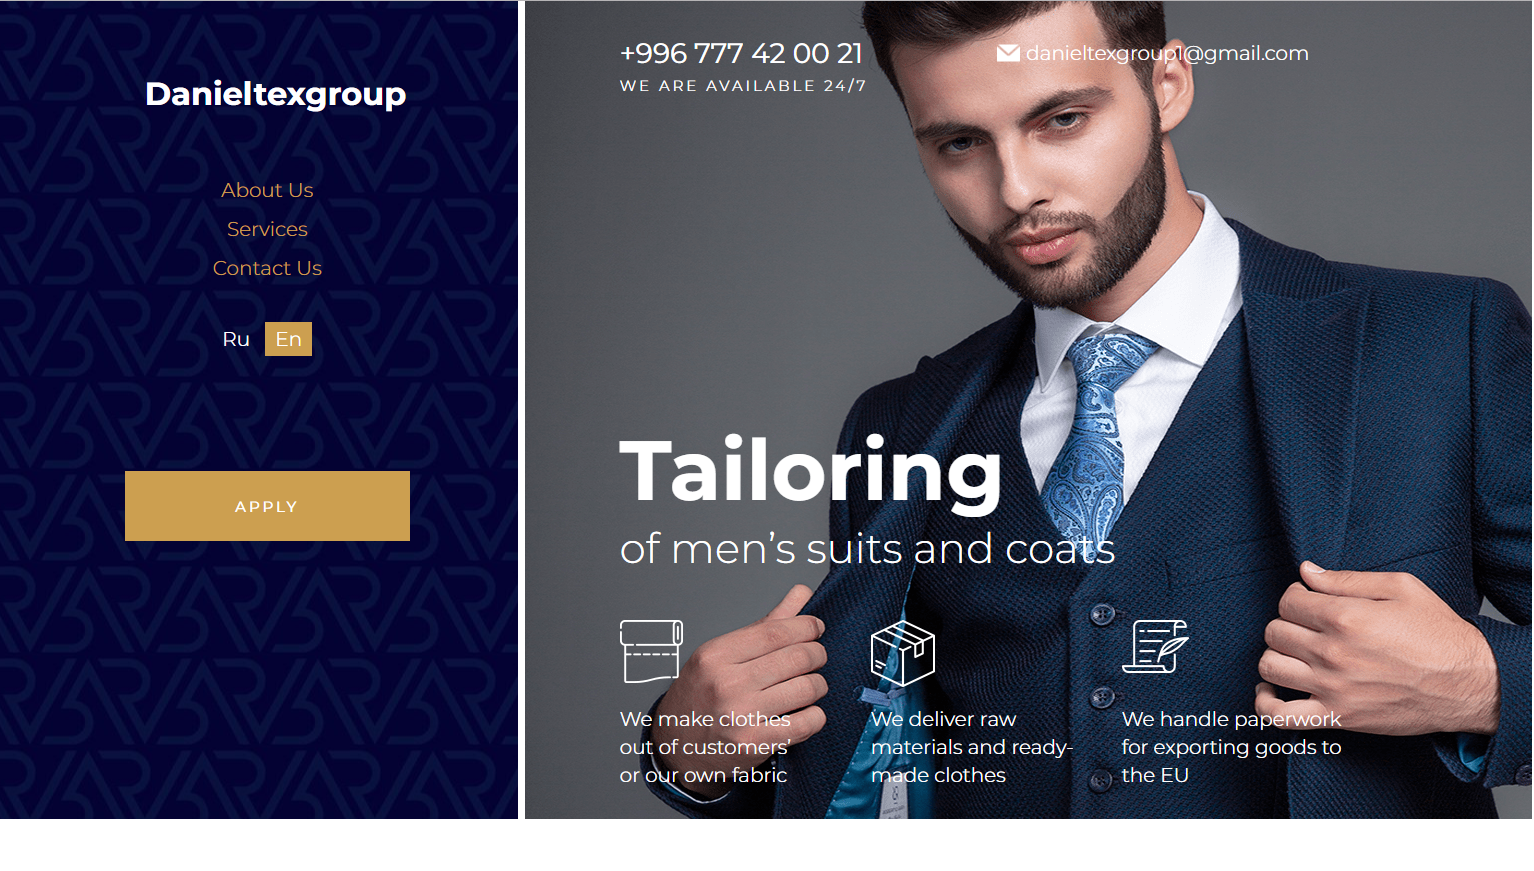 Danieltexgroup
About Us
Services
Contact Us
Ru En
APPLY
+996 777 42 00 21
WE ARE AVAILABLE 24/7
danieltexgroup1@gmail.com
Tailoring
of men’s suits and coats
We make clothes
out of customers’
or our own fabric
We deliver raw
materials and ready-
made clothes
We handle paperwork
for exporting goods to
the EU